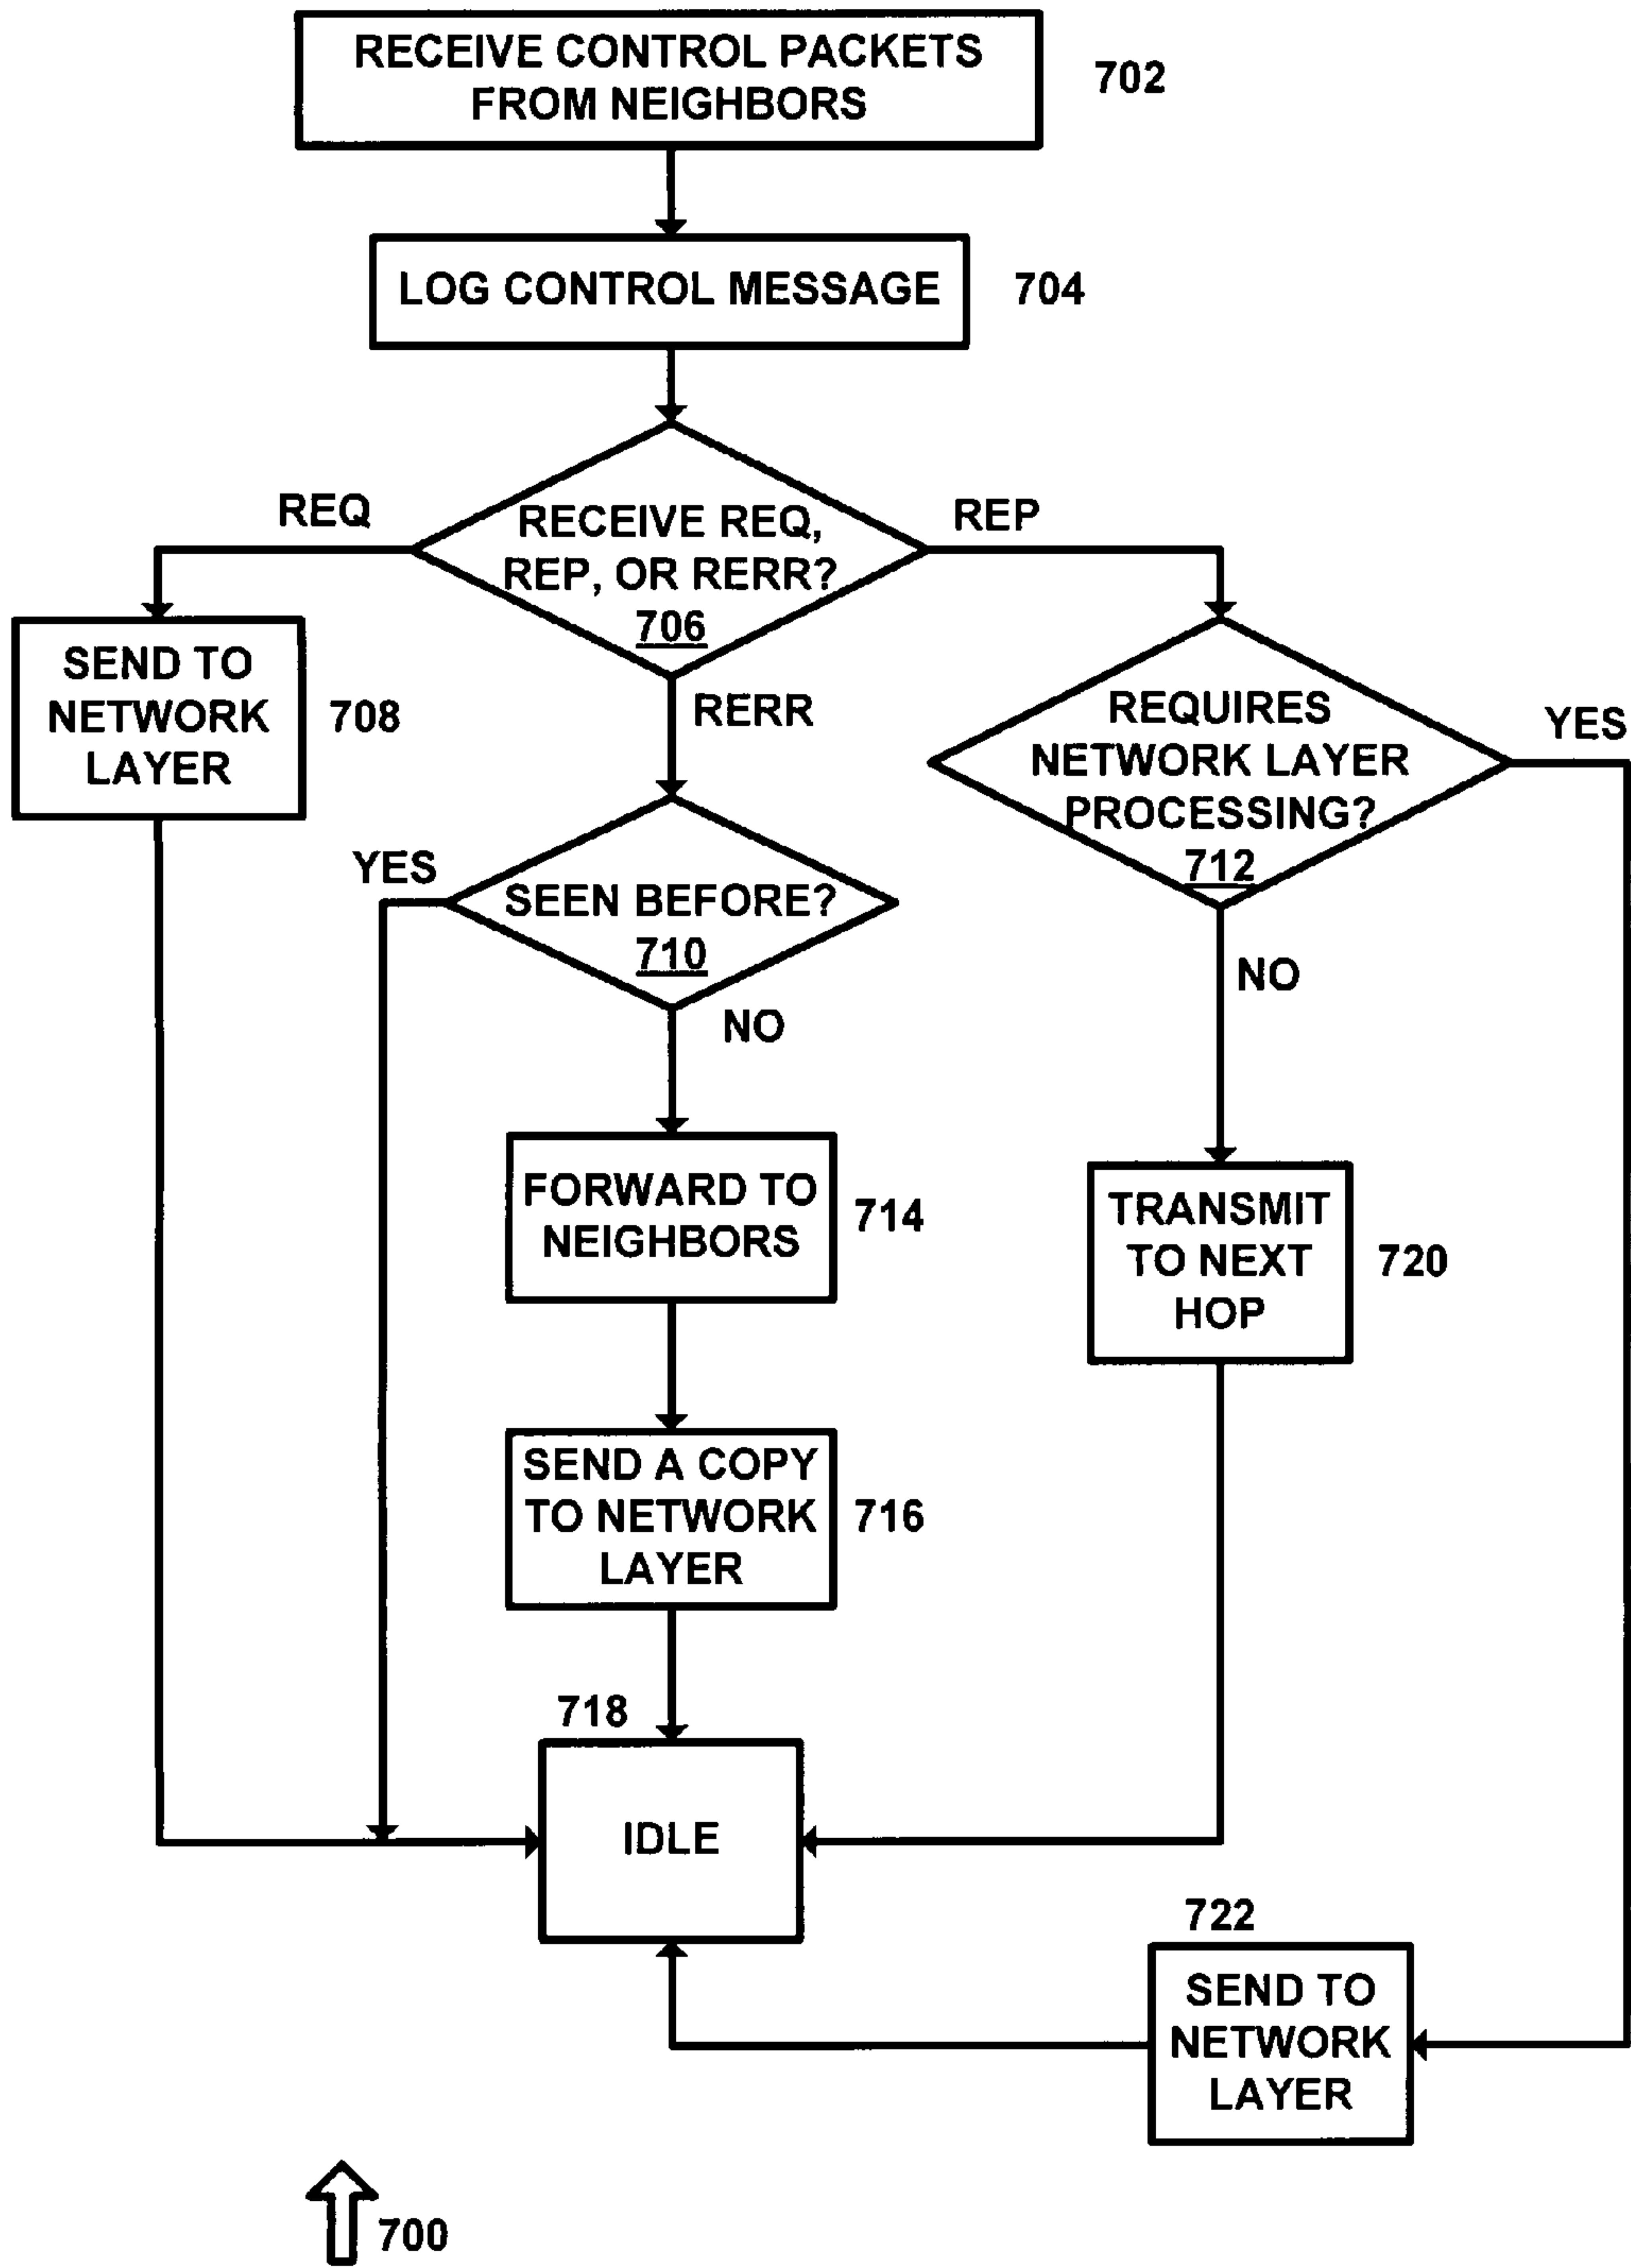 RECEIVE CONTROL PACKETS
FROM NEIGHBORS
702
LOG CONTROL MESSAGE
704
REQ
RECEIVE REQ,
REP, OR RERR?
706
REP
SEND TO
NETWORK
LAYER
708
RERR
REQUIRES
NETWORK LAYER
PROCESSING?
712
YES
YES
SEEN BEFORE?
710
NO
NO
FORWARD TO
NEIGHBORS
714
TRANSMIT
TO NEXT
HOP
720
SEND A COPY
TO NETWORK
LAYER
716
718
IDLE
722
SEND TO
NETWORK
LAYER
700